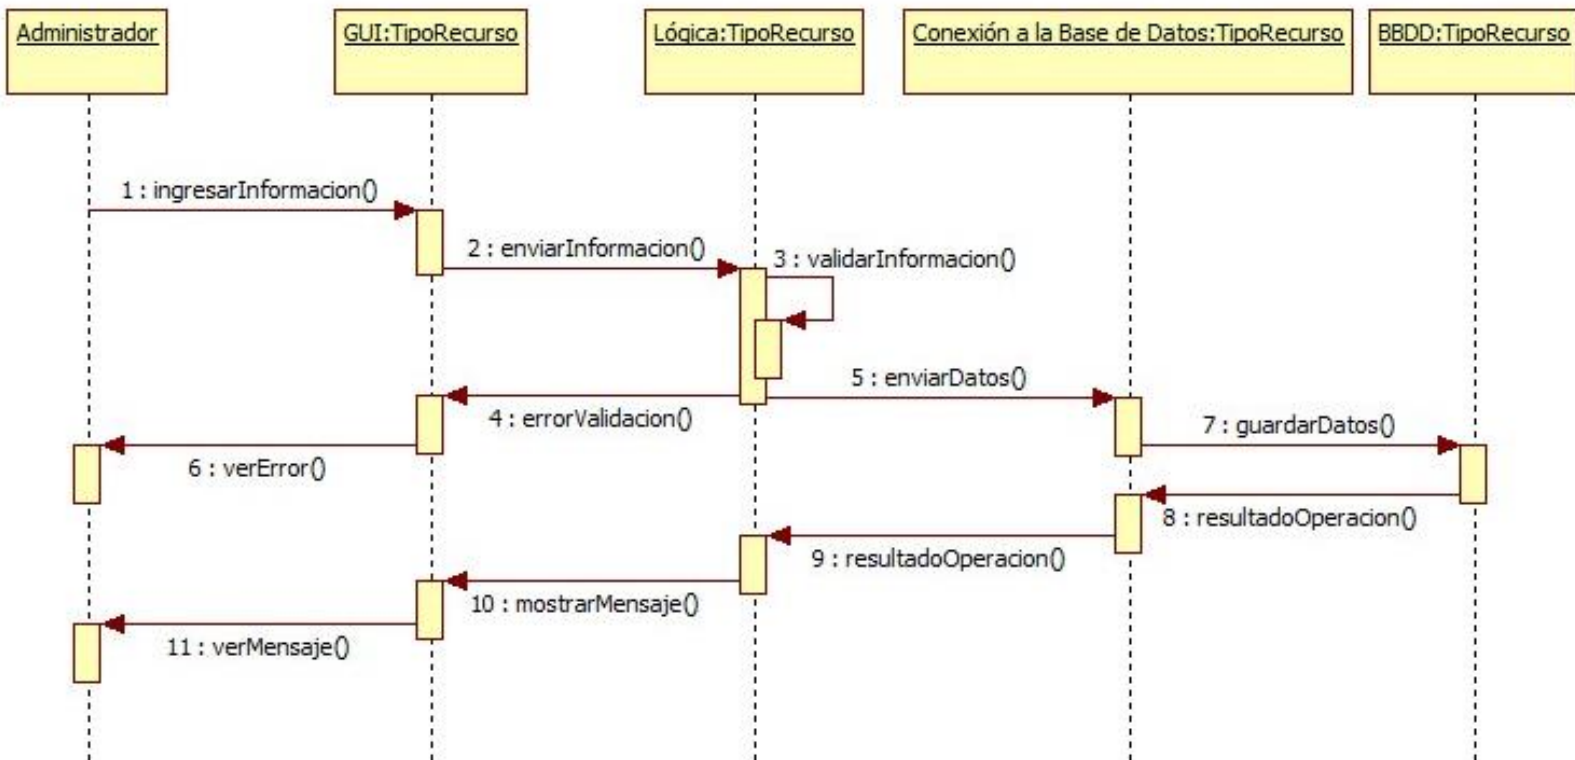 Administrador
GUI:TipoRecurso
Lógica:TipoRecurso
Conexión a la Base de Datos:TipoRecurso
BBDD:TipoRecurso
1 : ingresarInformacion()
2 : enviarInformacion()
3 : validarInformacion()
5 : enviarDatos()
4 : errorValidacion()
7 : guardarDatos()
6 : verError()
8 : resultadoOperacion()
9 : resultadoOperacion()
10 : mostrarMensaje()
11 : verMensaje()